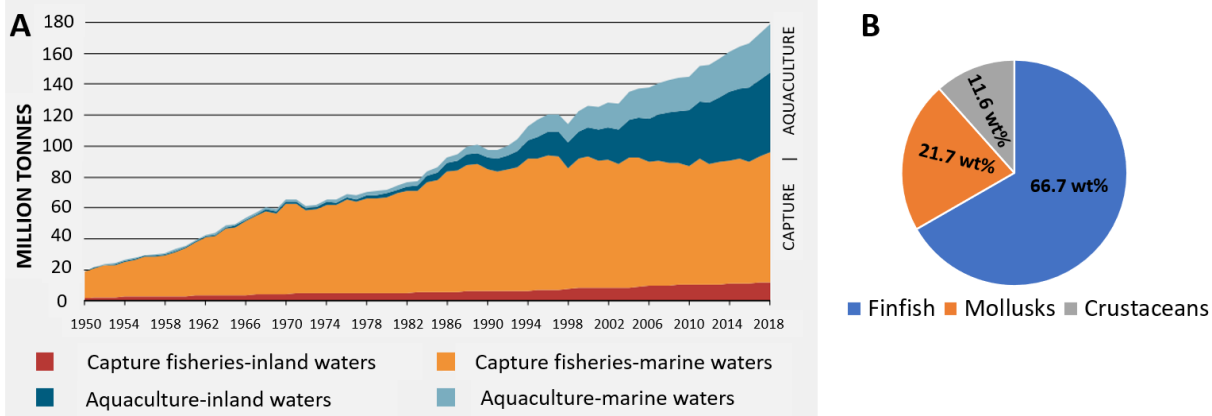 A
MILLION TONNES
180
160
140
120
100
80
60
40
20
0
1950 1954 1958 1962 1966 1970 1974 1978 1982 1986 1990 1994 1998 2002 2006 2010 2014 2018
CAPTURE | AQUACULTURE
Capture fisheries-inland waters
Capture fisheries-marine waters
Aquaculture-inland waters
Aquaculture-marine waters
B
11.6 wt%
21.7 wt%
66.7 wt%
Finfish Mollusks Crustaceans